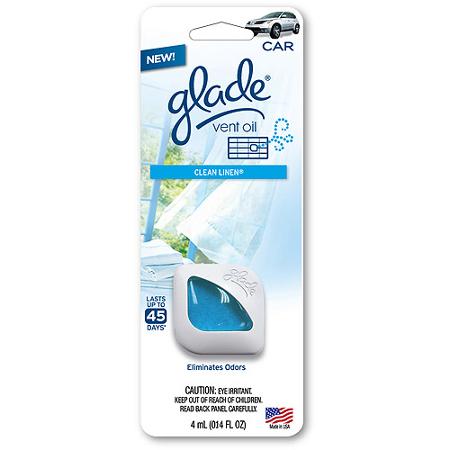 NEW!
CAR
glade®
vent oil
CLEAN LINEN®
glade
LASTS
UP TO
45
DAYS*
Eliminates Odors
CAUTION: EYE IRRITANT.
KEEP OUT OF REACH OF CHILDREN.
READ BACK PANEL CAREFULLY.
4 mL (014 FL OZ)
Made in USA